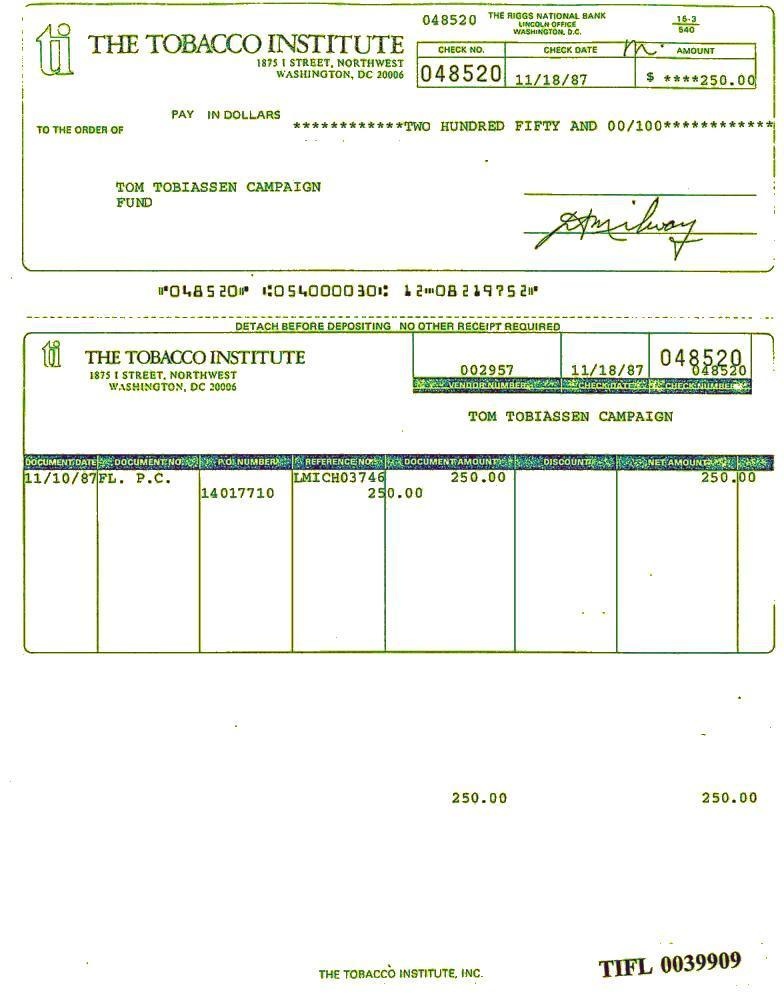 ti THE TOBACCO INSTITUTE
1875 I STREET, NORTHWEST
WASHINGTON, DC 20006
048520 THE RIGGS NATIONAL BANK
LINCOLN OFFICE
WASHINGTON, D.C.
15-3
540
CHECK NO. CHECK DATE AMOUNT
048520 11/18/87 $ ****250.00
PAY IN DOLLARS
TO THE ORDER OF ************TWO HUNDRED FIFTY AND 00/100************
TOM TOBIASSEN CAMPAIGN
FUND
⑈048520⑈ ⑆054000030⑆ 12⑉08219752⑈
DETACH BEFORE DEPOSITING NO OTHER RECEIPT REQUIRED
ti THE TOBACCO INSTITUTE
1875 I STREET, NORTHWEST
WASHINGTON, DC 20006
048520
002957 11/18/87 048520
VENDOR NUMBER CHECK DATE CHECK NUMBER
TOM TOBIASSEN CAMPAIGN
DOCUMENT DATE DOCUMENT NO. P.O. NUMBER REFERENCE NO. DOCUMENT AMOUNT DISCOUNT NET AMOUNT
11/10/87 FL. P.C. LMICH03746 250.00 250.00
14017710 250.00
250.00 250.00
THE TOBACCO INSTITUTE, INC.
TIFL 0039909